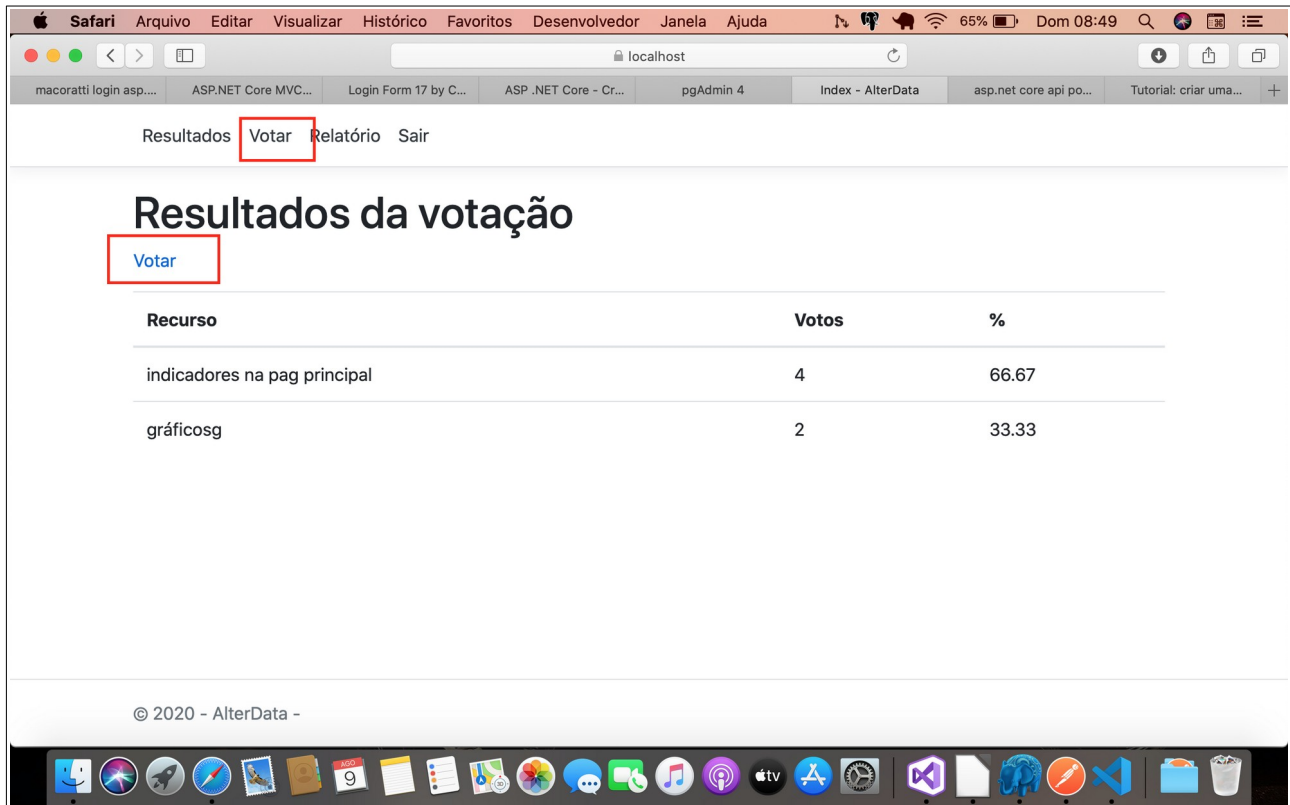 Safari Arquivo Editar Visualizar Histórico Favoritos Desenvolvedor Janela Ajuda 65% Dom 08:49
localhost
macoratti login asp.... ASP.NET Core MVC... Login Form 17 by C... ASP .NET Core - Cr... pgAdmin 4 Index - AlterData asp.net core api po... Tutorial: criar uma...
Resultados Votar Relatório Sair
Resultados da votação
Votar
Recurso Votos %
indicadores na pag principal 4 66.67
gráficosg 2 33.33
© 2020 - AlterData -
AGO
9
tv